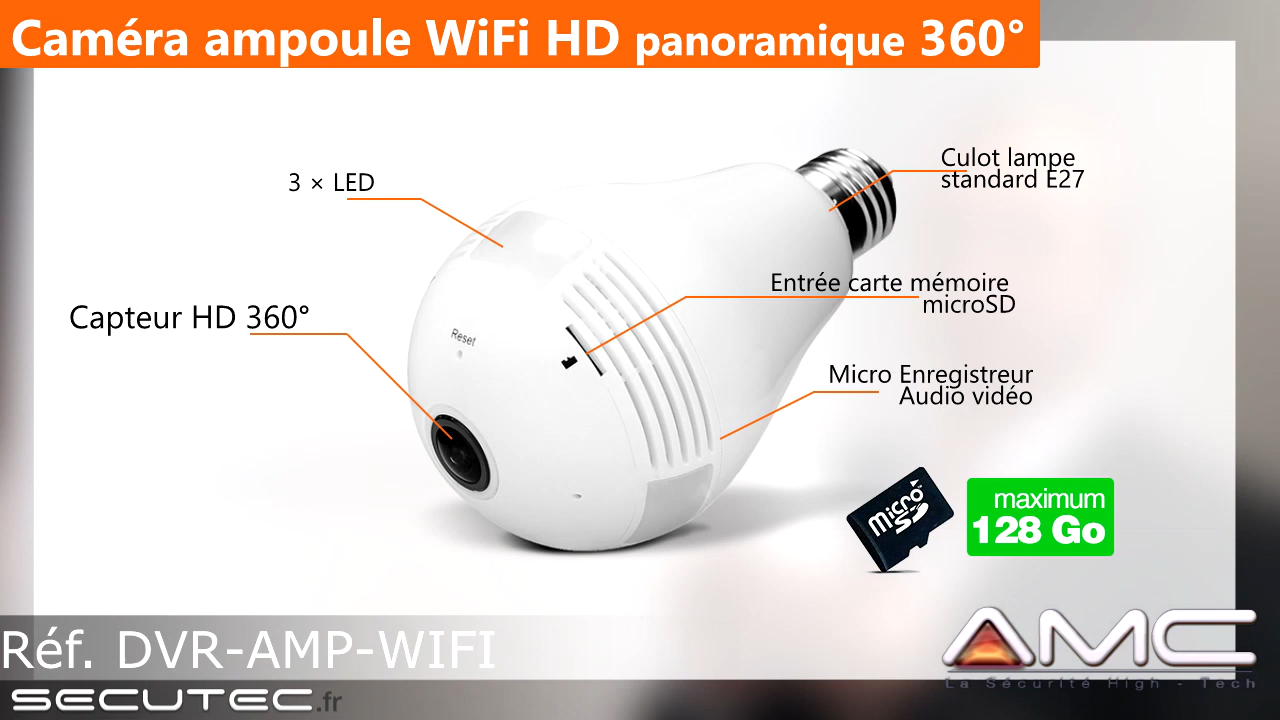 Caméra ampoule WiFi HD panoramique 360°
Culot lampe
standard E27
3 × LED
Entrée carte mémoire
microSD
Capteur HD 360°
Reset
Micro Enregistreur
Audio vidéo
micro
SD
maximum
128 Go
AMC
La Sécurité High - Tech
Réf. DVR-AMP-WIFI
SECUTEC.fr